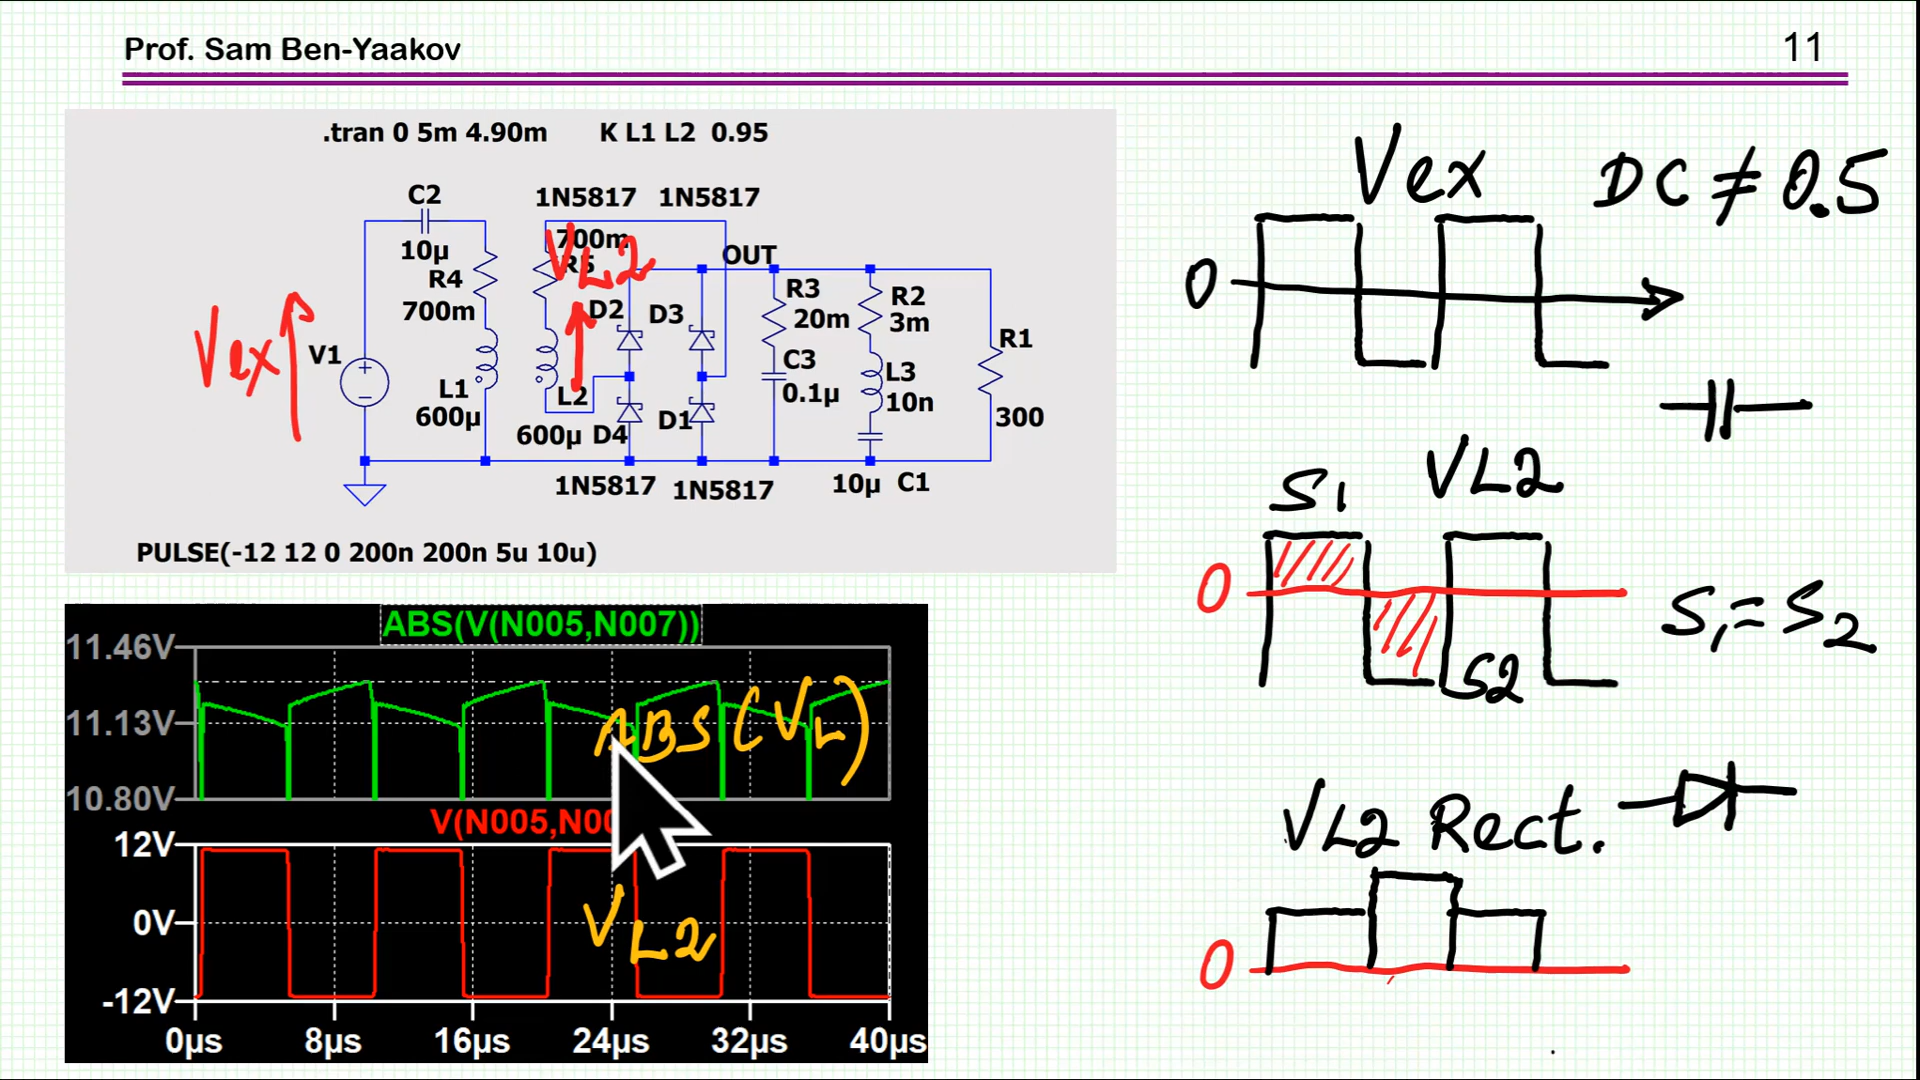 Prof. Sam Ben-Yaakov
11
.tran 0 5m 4.90m
K L1 L2 0.95
C2
10µ
R4
700m
Vex
V1
L1
600µ
1N5817
1N5817
700m
R5
VL2
L2
600µ
D2
D3
D4
D1
1N5817
1N5817
OUT
R3
20m
C3
0.1µ
R2
3m
L3
10n
10µ
C1
R1
300
PULSE(-12 12 0 200n 200n 5u 10u)
ABS(V(N005,N007))
11.46V
11.13V
10.80V
ABS(VL)
V(N005,N00
12V
0V
-12V
VL2
0µs
8µs
16µs
24µs
32µs
40µs
Vex
DC ≠ 0.5
0
S1
VL2
0
S1=S2
S2
VL2 Rect.
0